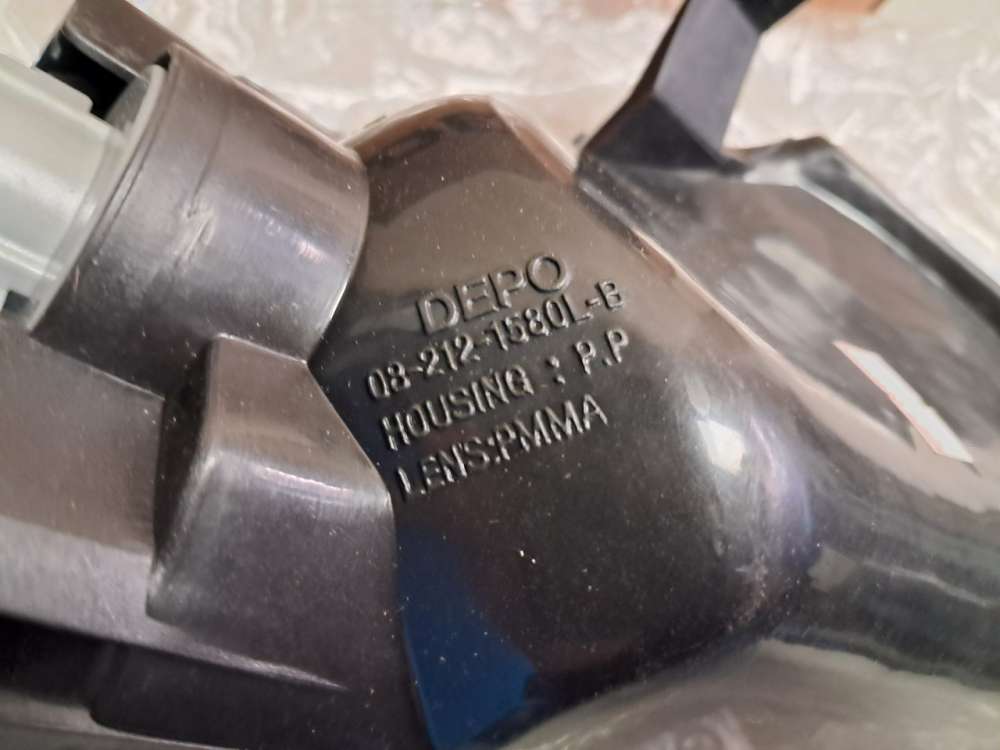 DEPO
08-212-1580L-B
HOUSING : P.P
LENS:PMMA